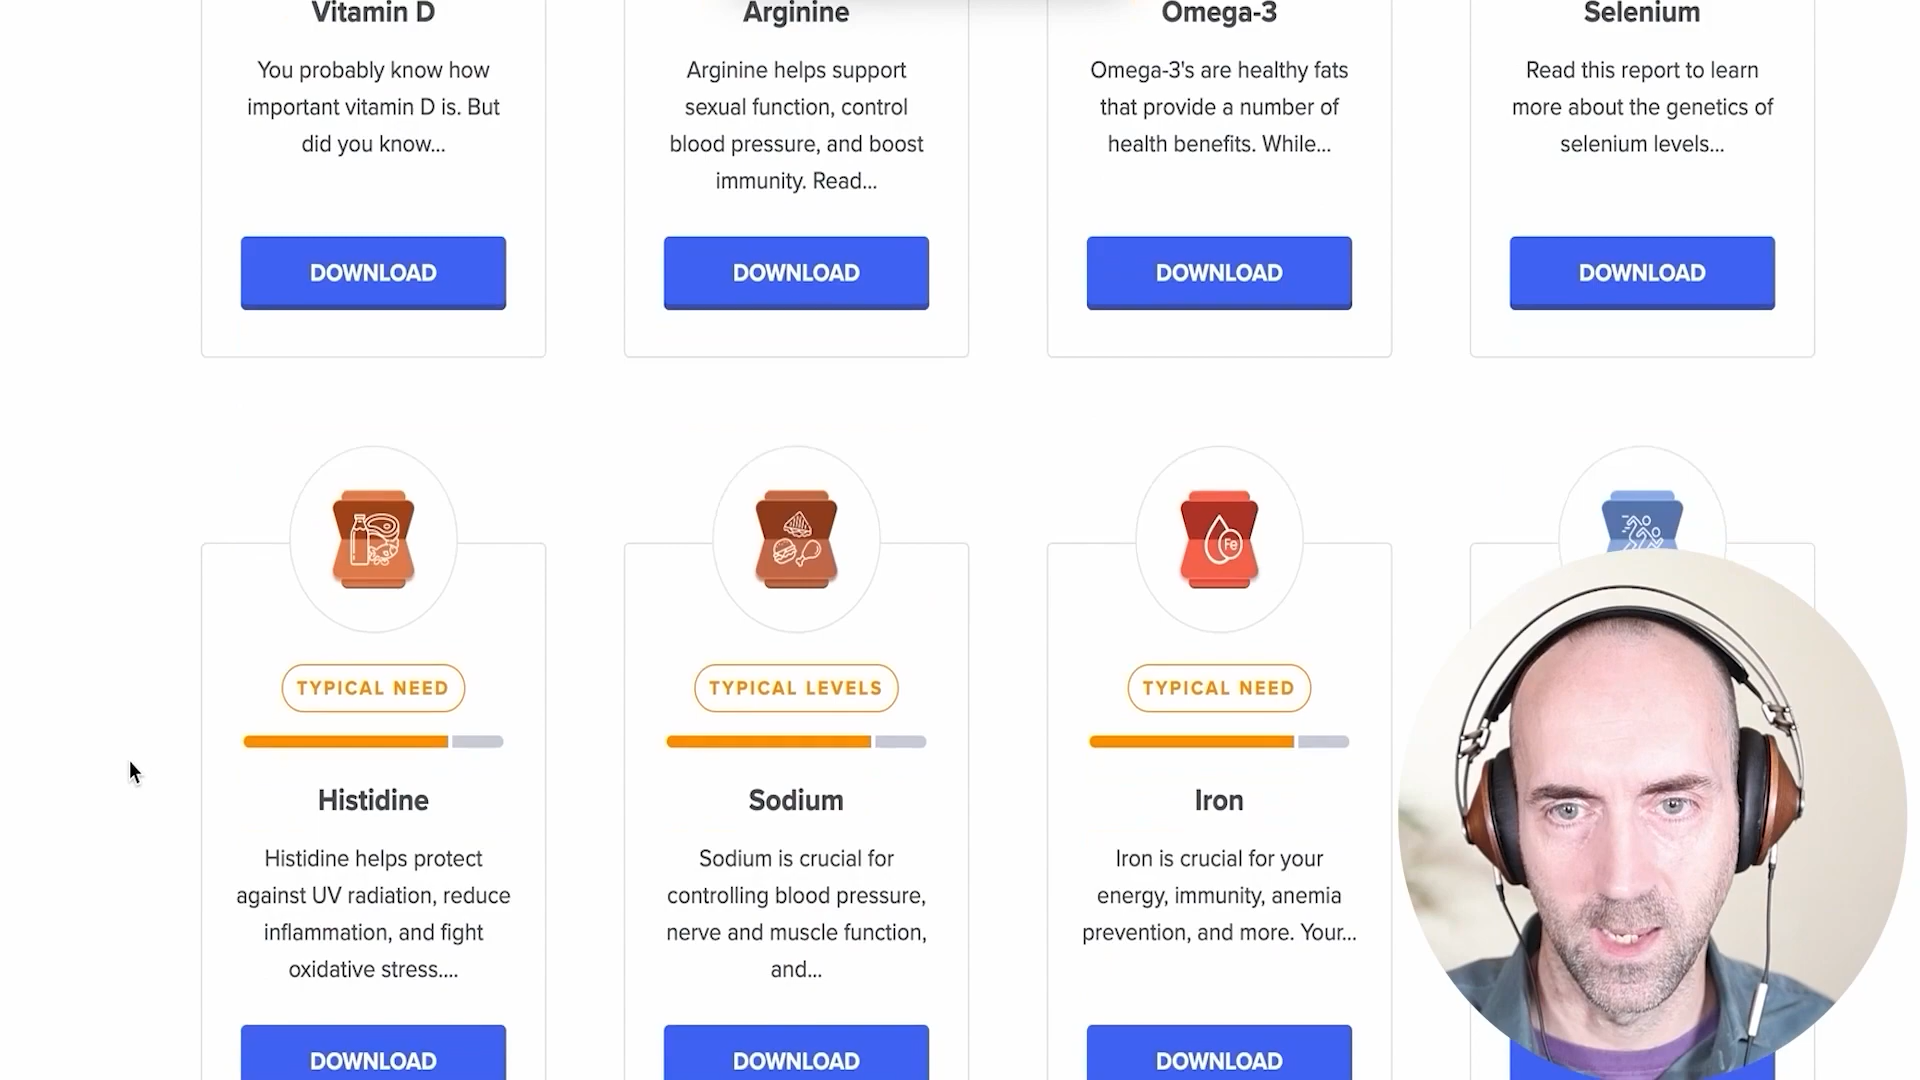 Vitamin D
You probably know how
important vitamin D is. But
did you know...
DOWNLOAD
Arginine
Arginine helps support
sexual function, control
blood pressure, and boost
immunity. Read...
DOWNLOAD
Omega-3
Omega-3's are healthy fats
that provide a number of
health benefits. While...
DOWNLOAD
Selenium
Read this report to learn
more about the genetics of
selenium levels...
DOWNLOAD
TYPICAL NEED
Histidine
Histidine helps protect
against UV radiation, reduce
inflammation, and fight
oxidative stress....
DOWNLOAD
TYPICAL LEVELS
Sodium
Sodium is crucial for
controlling blood pressure,
nerve and muscle function,
and...
DOWNLOAD
Fe
TYPICAL NEED
Iron
Iron is crucial for your
energy, immunity, anemia
prevention, and more. Your...
DOWNLOAD